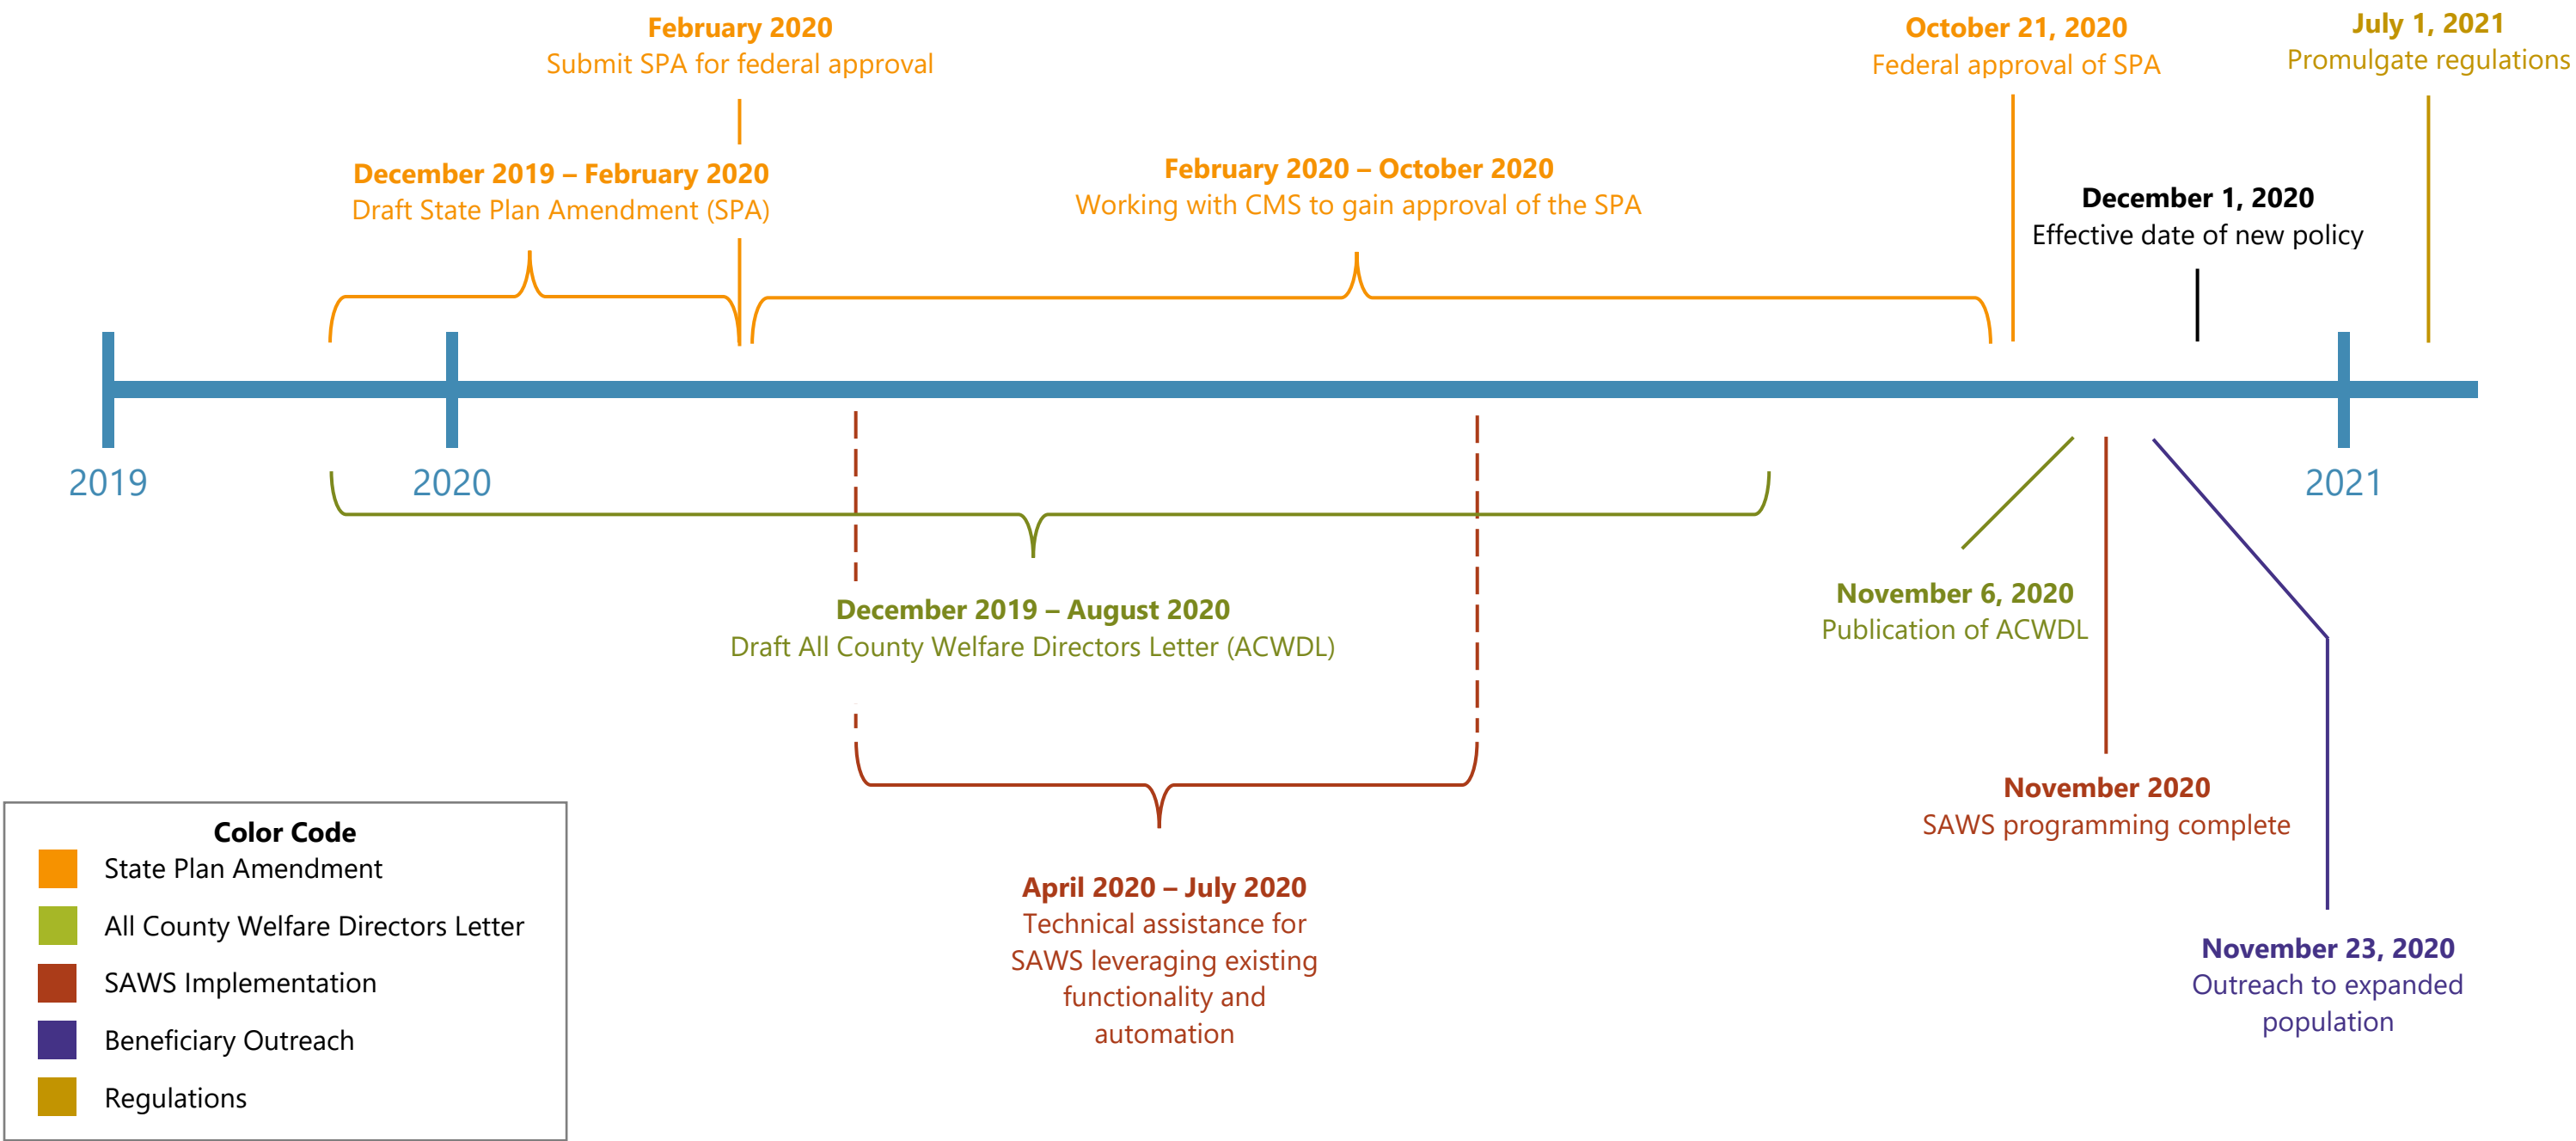 February 2020
Submit SPA for federal approval
October 21, 2020
Federal approval of SPA
July 1, 2021
Promulgate regulations
December 2019 – February 2020
Draft State Plan Amendment (SPA)
February 2020 – October 2020
Working with CMS to gain approval of the SPA
December 1, 2020
Effective date of new policy
2019
2020
2021
December 2019 – August 2020
Draft All County Welfare Directors Letter (ACWDL)
November 6, 2020
Publication of ACWDL
November 2020
SAWS programming complete
April 2020 – July 2020
Technical assistance for
SAWS leveraging existing
functionality and
automation
November 23, 2020
Outreach to expanded
population
Color Code
State Plan Amendment
All County Welfare Directors Letter
SAWS Implementation
Beneficiary Outreach
Regulations